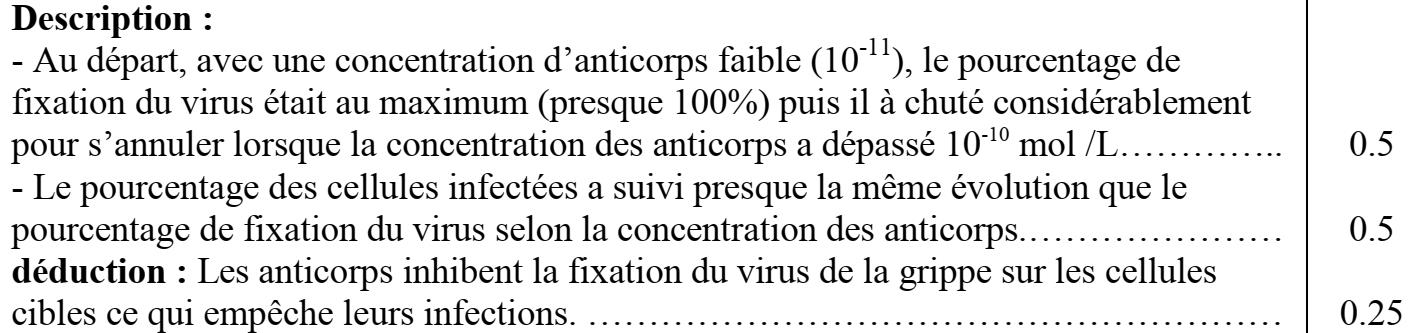 Description :
- Au départ, avec une concentration d’anticorps faible (10⁻¹¹), le pourcentage de
fixation du virus était au maximum (presque 100%) puis il à chuté considérablement
pour s’annuler lorsque la concentration des anticorps a dépassé 10⁻¹⁰ mol /L………….. 0.5
- Le pourcentage des cellules infectées a suivi presque la même évolution que le
pourcentage de fixation du virus selon la concentration des anticorps.………………… 0.5
déduction : Les anticorps inhibent la fixation du virus de la grippe sur les cellules
cibles ce qui empêche leurs infections. …………………………………………………… 0.25